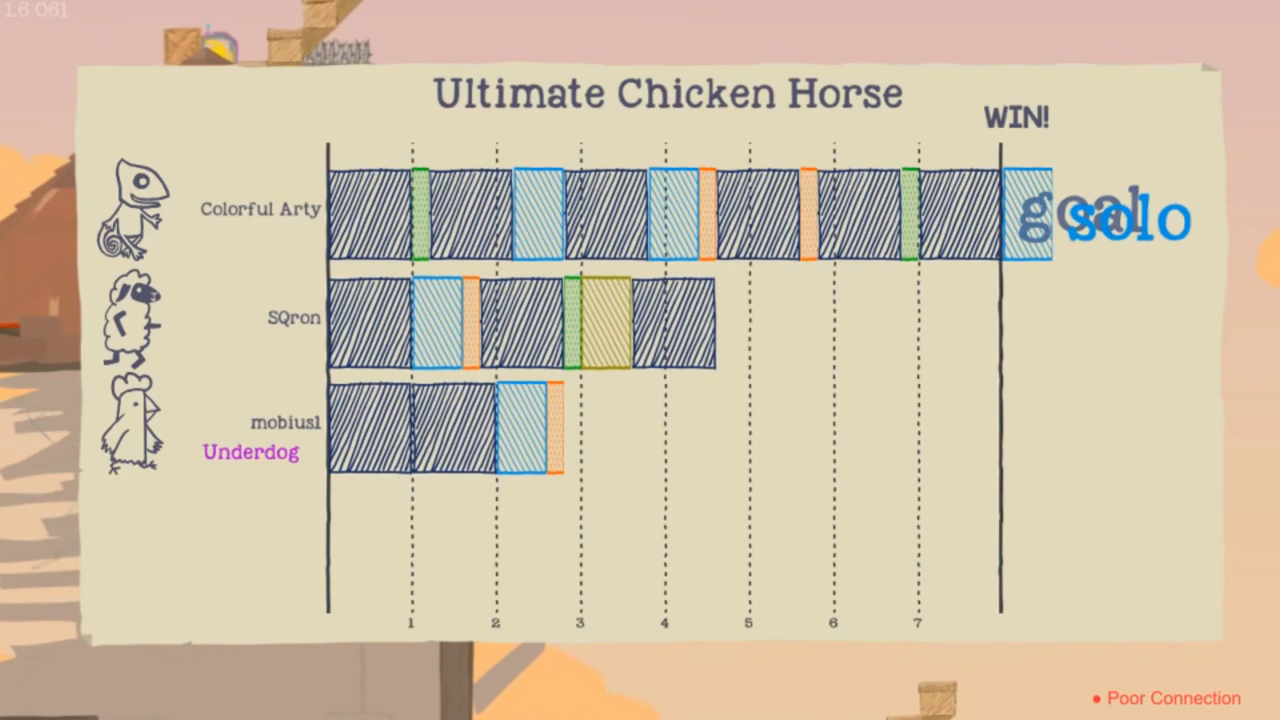 1.6.061
Ultimate Chicken Horse
WIN!
Colorful Arty
goal
solo
SQron
mobius1
Underdog
1 2 3 4 5 6 7
Poor Connection